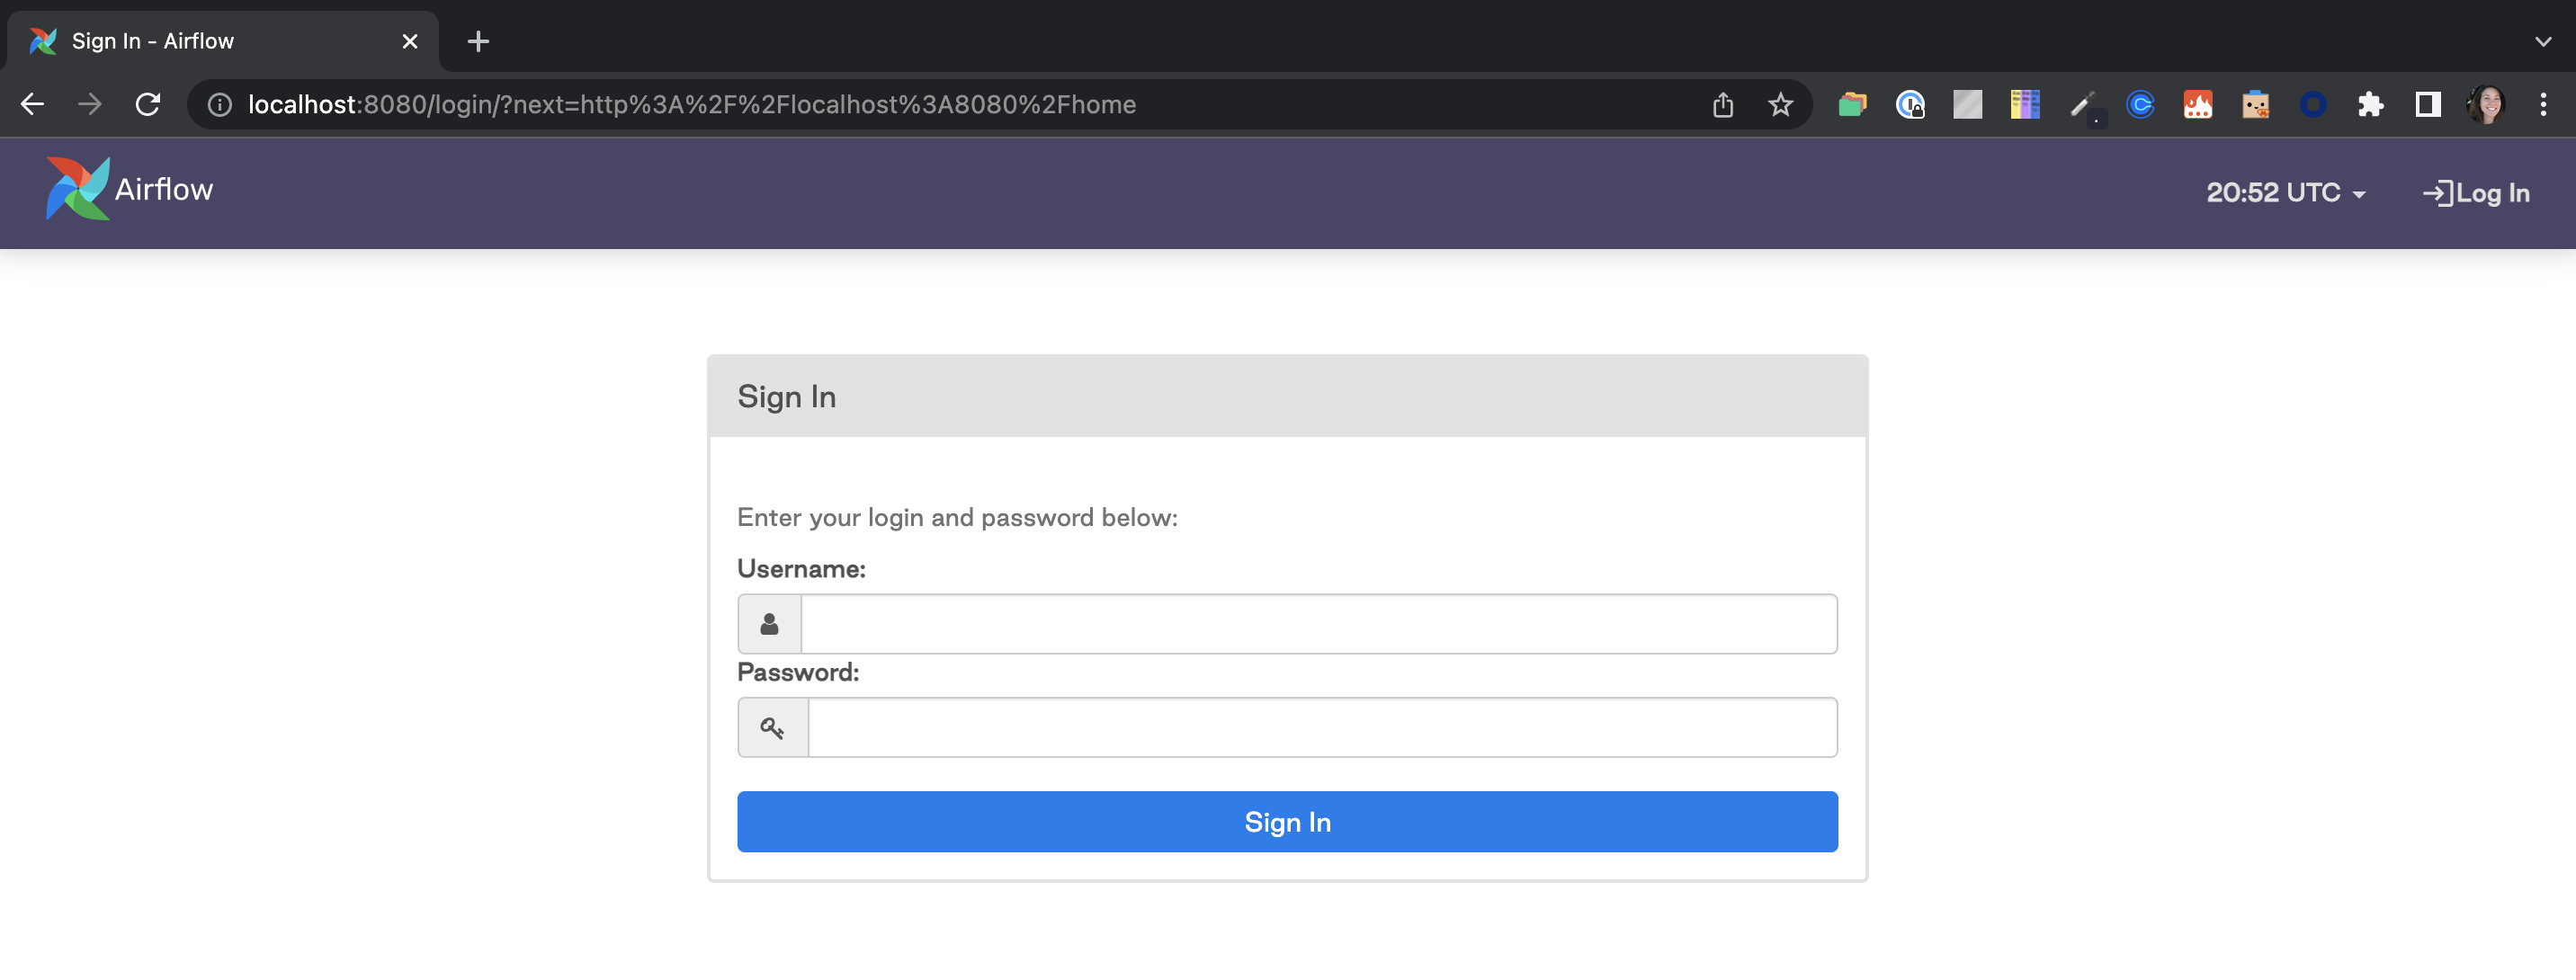 Sign In - Airflow
localhost:8080/login/?next=http%3A%2F%2Flocalhost%3A8080%2Fhome
Airflow
20:52 UTC
Log In
Sign In
Enter your login and password below:
Username:
Password:
Sign In